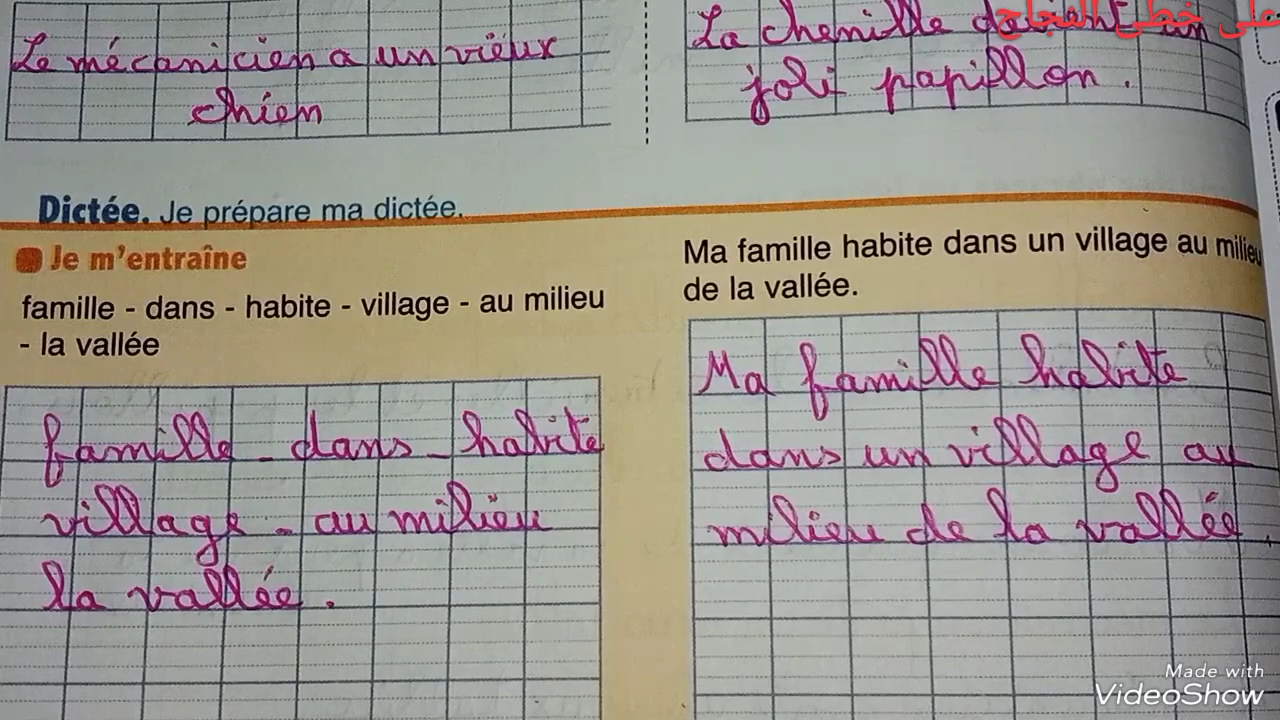 على خطى النجاح
Le mécanicien a un vieux
chien
La chenille devient un
joli papillon.
Dictée. Je prépare ma dictée.
Je m'entraîne
famille - dans - habite - village - au milieu
- la vallée
famille - dans - habite
village - au milieu
la vallée.
Ma famille habite dans un village au milieu
de la vallée.
Ma famille habite
dans un village au
milieu de la vallée
Made with
VideoShow